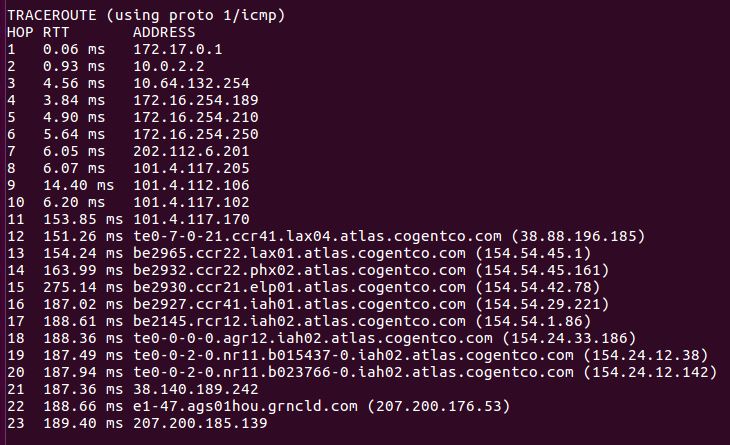 TRACEROUTE (using proto 1/icmp)
HOP RTT ADDRESS
1 0.06 ms 172.17.0.1
2 0.93 ms 10.0.2.2
3 4.56 ms 10.64.132.254
4 3.84 ms 172.16.254.189
5 4.90 ms 172.16.254.210
6 5.64 ms 172.16.254.250
7 6.05 ms 202.112.6.201
8 6.07 ms 101.4.117.205
9 14.40 ms 101.4.112.106
10 6.20 ms 101.4.117.102
11 153.85 ms 101.4.117.170
12 151.26 ms te0-7-0-21.ccr41.lax04.atlas.cogentco.com (38.88.196.185)
13 154.24 ms be2965.ccr22.lax01.atlas.cogentco.com (154.54.45.1)
14 163.99 ms be2932.ccr22.phx02.atlas.cogentco.com (154.54.45.161)
15 275.14 ms be2930.ccr21.elp01.atlas.cogentco.com (154.54.42.78)
16 187.02 ms be2927.ccr41.iah01.atlas.cogentco.com (154.54.29.221)
17 188.61 ms be2145.rcr12.iah02.atlas.cogentco.com (154.54.1.86)
18 188.36 ms te0-0-0-0.agr12.iah02.atlas.cogentco.com (154.24.33.186)
19 187.49 ms te0-0-2-0.nr11.b015437-0.iah02.atlas.cogentco.com (154.24.12.38)
20 187.94 ms te0-0-2-0.nr11.b023766-0.iah02.atlas.cogentco.com (154.24.12.142)
21 187.36 ms 38.140.189.242
22 188.66 ms e1-47.ags01hou.grncld.com (207.200.176.53)
23 189.40 ms 207.200.185.139